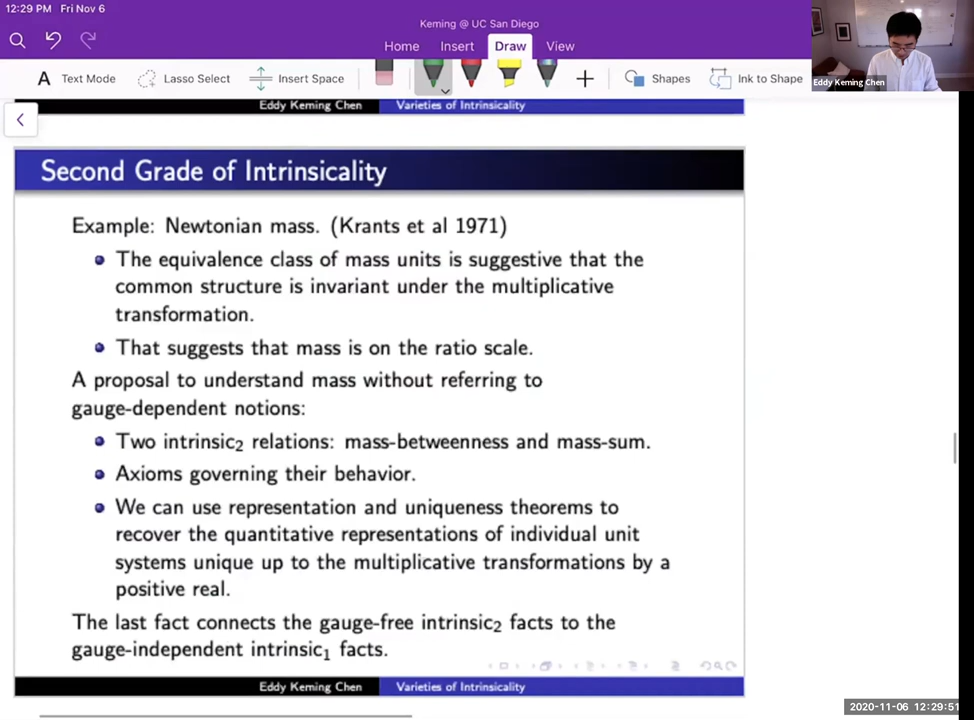 12:29 PM Fri Nov 6
Keming @ UC San Diego
Home Insert Draw View
Text Mode Lasso Select Insert Space Shapes Ink to Shape
Eddy Keming Chen
Eddy Keming Chen Varieties of Intrinsicality
Second Grade of Intrinsicality
Example: Newtonian mass. (Krants et al 1971)
The equivalence class of mass units is suggestive that the
common structure is invariant under the multiplicative
transformation.
That suggests that mass is on the ratio scale.
A proposal to understand mass without referring to
gauge-dependent notions:
Two intrinsic₂ relations: mass-betweenness and mass-sum.
Axioms governing their behavior.
We can use representation and uniqueness theorems to
recover the quantitative representations of individual unit
systems unique up to the multiplicative transformations by a
positive real.
The last fact connects the gauge-free intrinsic₂ facts to the
gauge-independent intrinsic₁ facts.
Eddy Keming Chen Varieties of Intrinsicality
2020-11-06 12:29:51